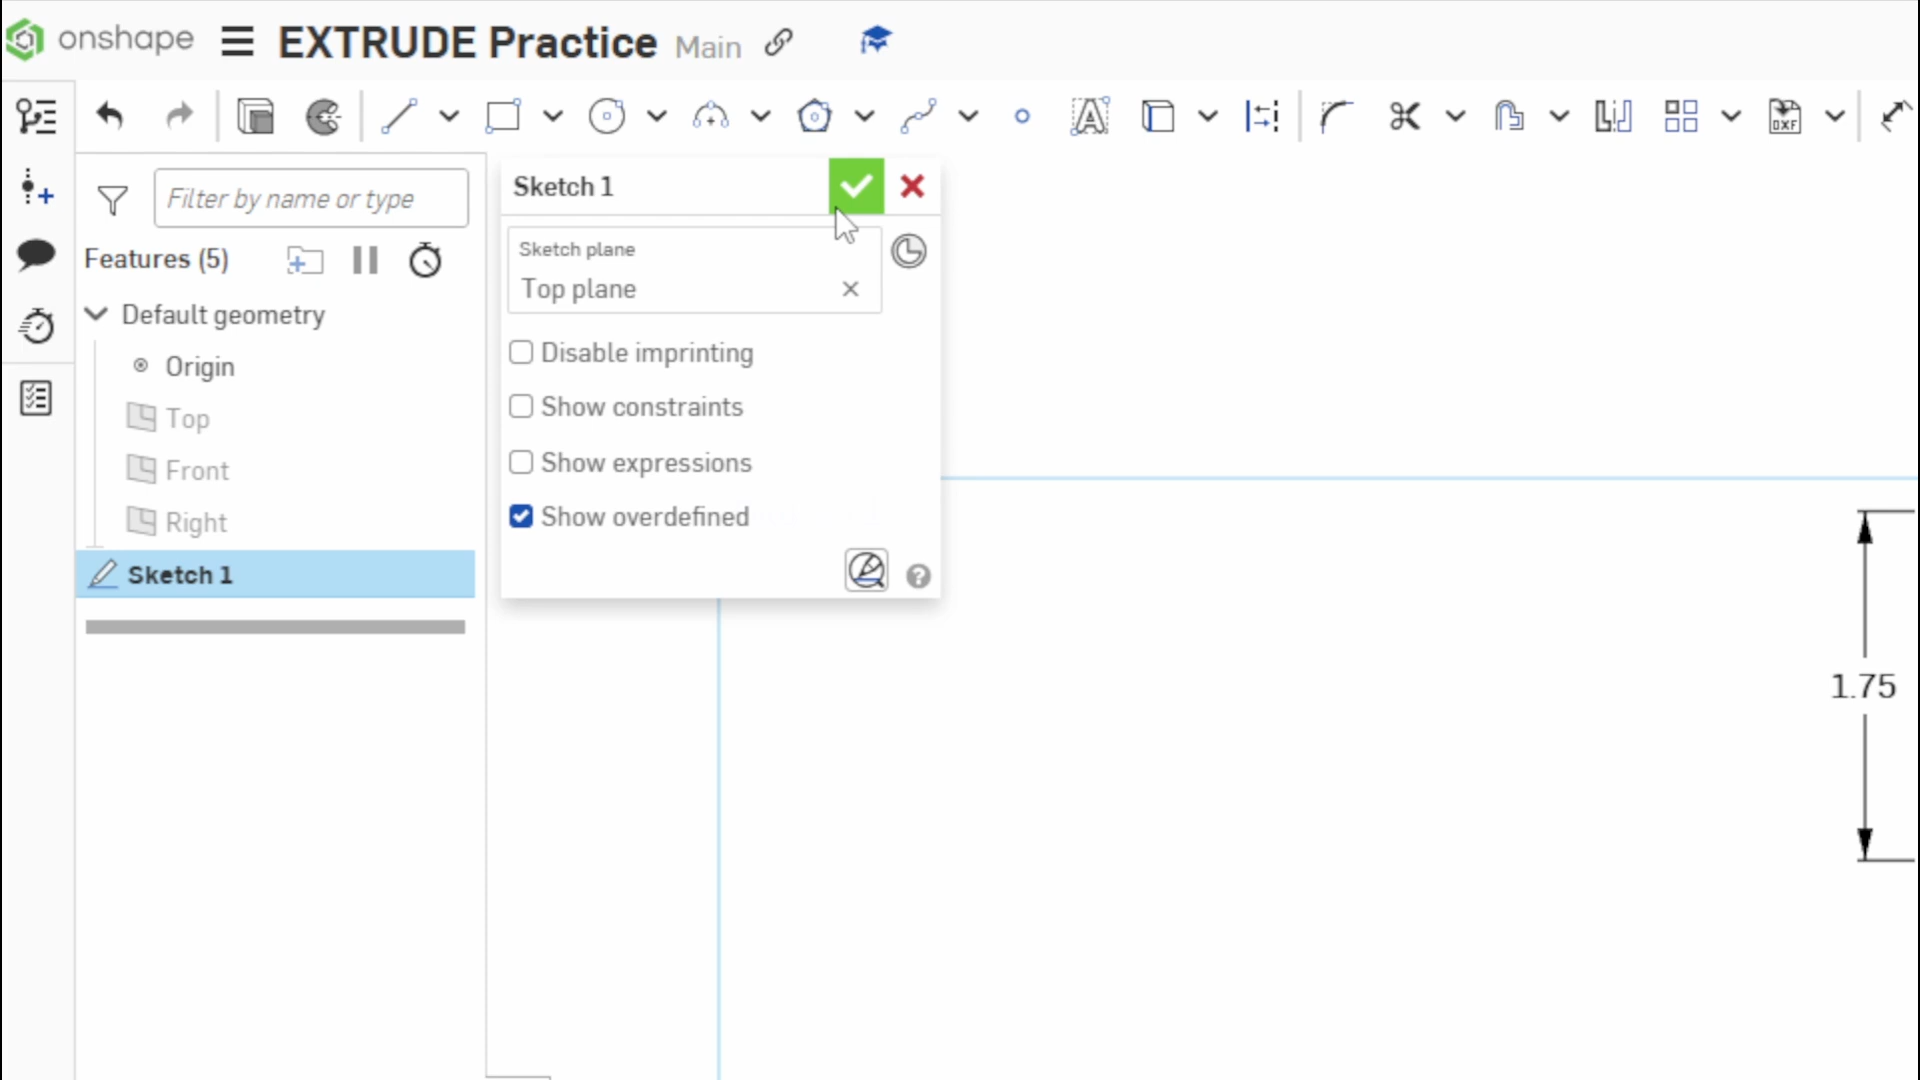 onshape EXTRUDE Practice Main
Filter by name or type
Features (5)
Default geometry
Origin
Top
Front
Right
Sketch 1
Sketch 1
Sketch plane
Top plane
Disable imprinting
Show constraints
Show expressions
Show overdefined
?
A
DXF
1.75